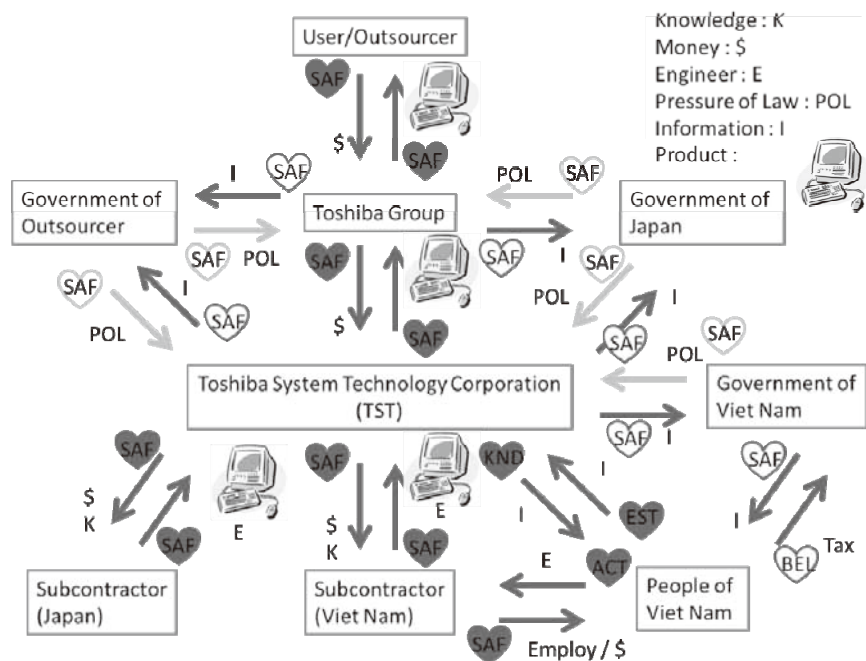 Knowledge : K
Money : $
Engineer : E
Pressure of Law : POL
Information : I
Product :
User/Outsourcer
SAF
$
SAF
I
SAF
POL
SAF
Government of
Outsourcer
Toshiba Group
Government of
Japan
SAF
POL
SAF
SAF
I
SAF
I
SAF
POL
SAF
$
SAF
POL
I
SAF
SAF
POL
Toshiba System Technology Corporation
(TST)
Government of
Viet Nam
SAF
I
SAF
SAF
KND
I
SAF
$
K
E
$
K
E
I
EST
I
Tax
SAF
SAF
E
ACT
BEL
Subcontractor
(Japan)
Subcontractor
(Viet Nam)
People of
Viet Nam
SAF
Employ / $